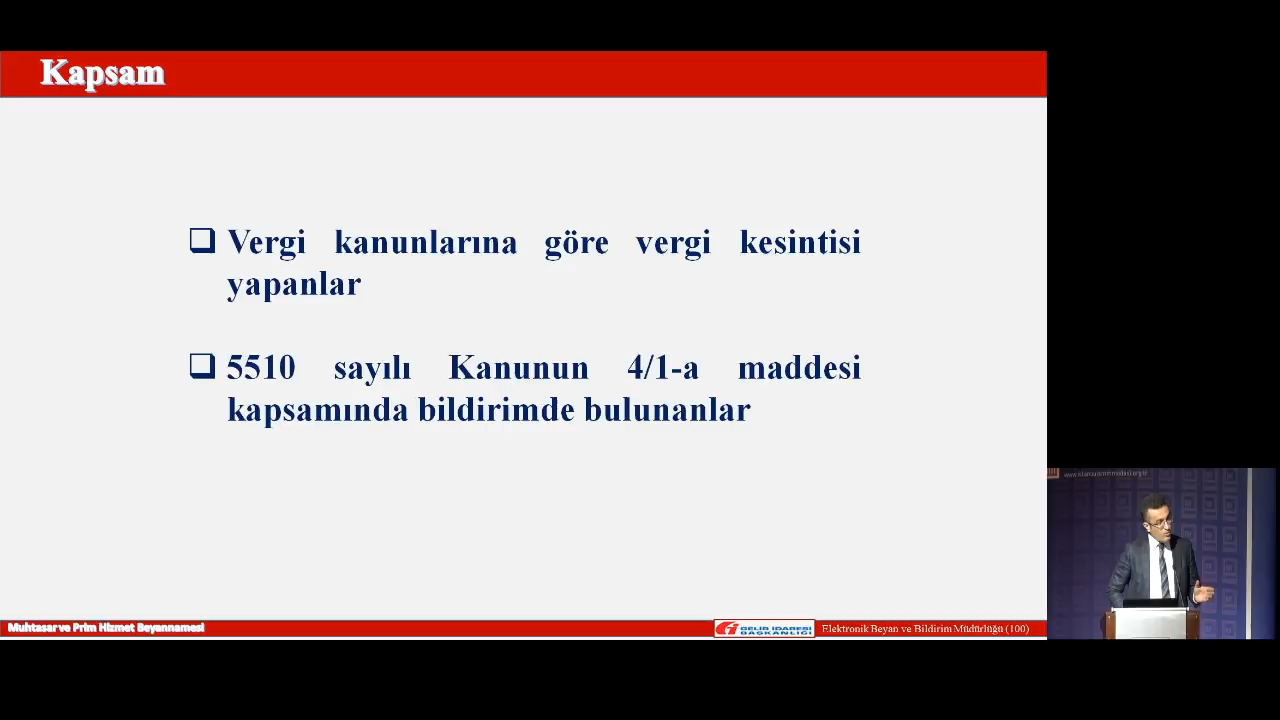 Kapsam
Vergi kanunlarına göre vergi kesintisi
yapanlar
5510 sayılı Kanunun 4/1-a maddesi
kapsamında bildirimde bulunanlar
Muhtasar ve Prim Hizmet Beyannamesi
GELİR İDARESİ
BAŞKANLIĞI
Elektronik Beyan ve Bildirim Müdürlüğü (100)